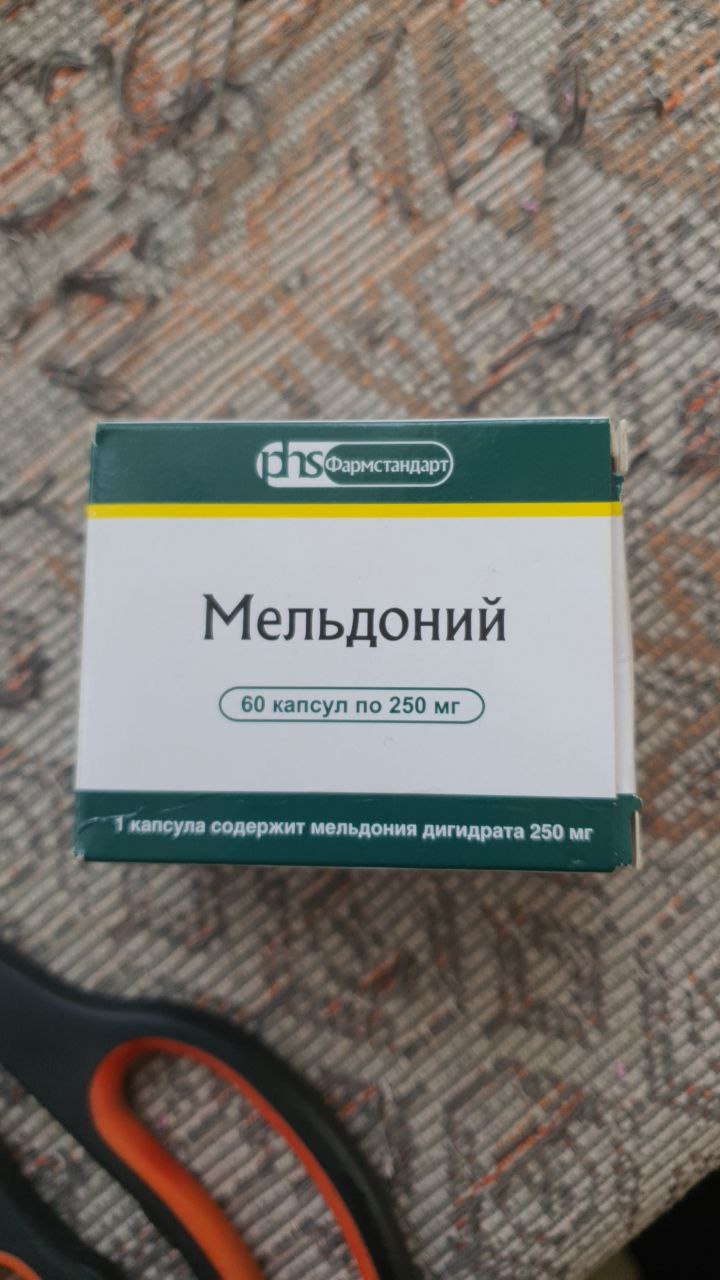 phs Фармстандарт
Мельдоний
60 капсул по 250 мг
1 капсула содержит мельдония дигидрата 250 мг